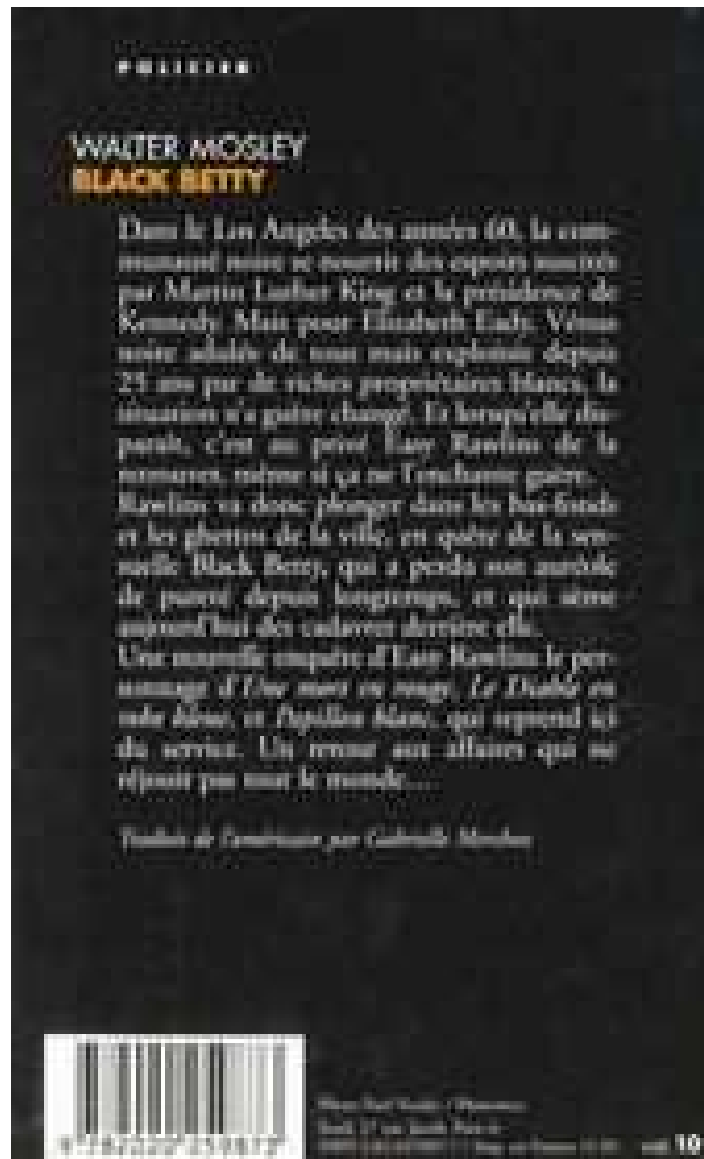 POLICIER
WALTER MOSLEY
BLACK BETTY
Dans le Los Angeles des années 60, la com-
munauté noire se nourrit des espoirs suscités
par Martin Luther King et la présidence de
Kennedy. Mais pour Elizabeth Eady, Vénus
noire adulée de tous mais exploitée depuis
25 ans par de riches propriétaires blancs, la
situation n'a guère changé. Et lorsqu'elle dis-
paraît, c'est au privé Easy Rawlins de la
retrouver, même si ça ne l'enchante guère.
Rawlins va donc plonger dans les bas-fonds
et les ghettos de la ville, en quête de la sen-
suelle Black Betty, qui a perdu son auréole
de pureté depuis longtemps, et qui sème
aujourd'hui des cadavres derrière elle.
Une nouvelle enquête d'Easy Rawlins le per-
sonnage d'Une mort en rouge, Le Diable en
robe bleue, et Papillon blanc, qui reprend ici
du service. Un retour aux affaires qui ne
réjouit pas tout le monde...
Traduit de l'américain par Gabrielle
Seuil, 27 rue Jacob, Paris 6
10